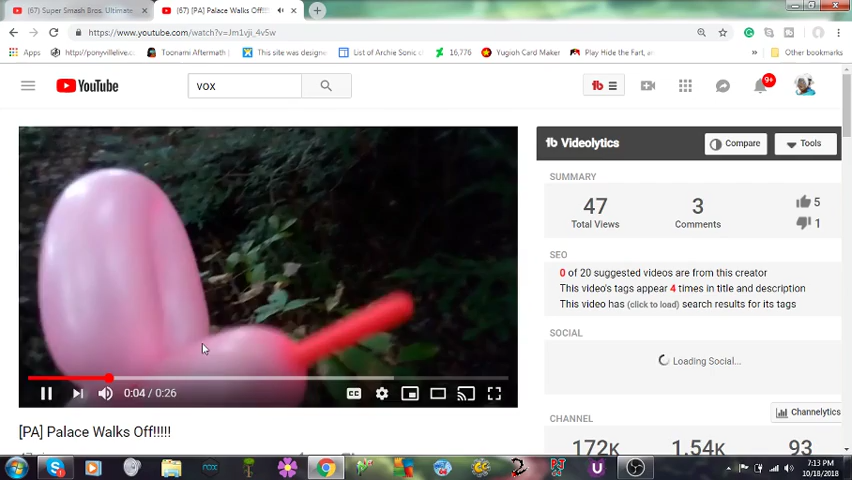 (67) Super Smash Bros. Ultimate
(67) [PA] Palace Walks Off!!!
https://www.youtube.com/watch?v=Jm1vji_4v5w
Apps
http://ponyvillelive.c
Toonami Aftermath
This site was designe
List of Archie Sonic c
16,776
Yugioh Card Maker
Play Hide the Fart, an
Other bookmarks
YouTube
vox
9+
Videolytics
Compare
Tools
SUMMARY
47
3
5
Total Views
Comments
1
SEO
0 of 20 suggested videos are from this creator
This video's tags appear 4 times in title and description
This video has (click to load) search results for its tags
SOCIAL
Loading Social...
0:04 / 0:26
CC
Channelytics
CHANNEL
[PA] Palace Walks Off!!!!!
172K
1.54K
93
nox
7:13 PM
10/18/2018